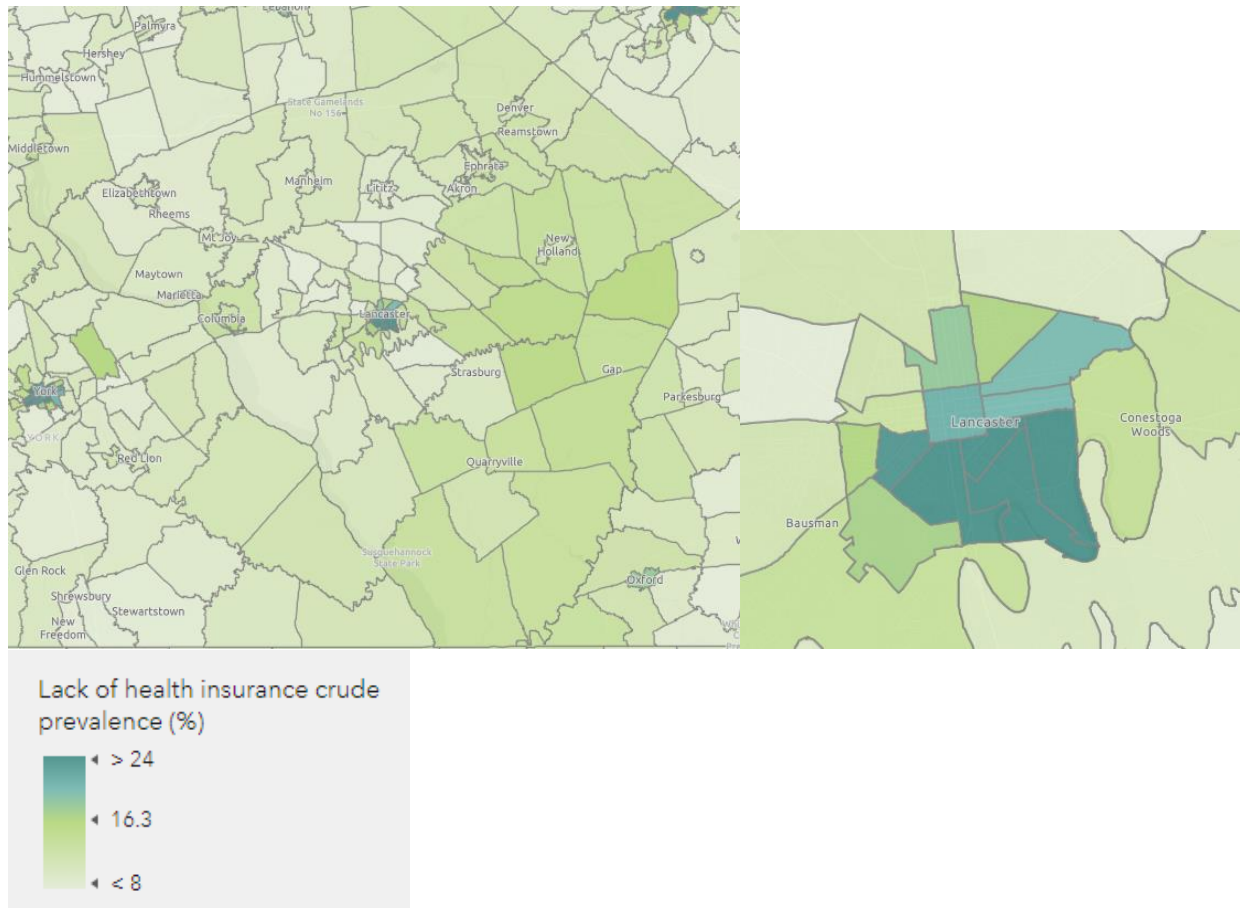 Lebanon
Palmyra
Hershey
Hummelstown
State Gamelands
No 156
Denver
Reamstown
Middletown
Ephrata
Elizabethtown
Manheim
Lititz
Akron
Rheems
Mt Joy
New
Holland
Maytown
Marietta
Columbia
Lancaster
Strasburg
Gap
York
Parkesburg
YORK
Red Lion
Quarryville
Susquehannock
State Park
Glen Rock
Oxford
Shrewsbury
Stewartstown
New
Freedom
Lancaster
Conestoga
Woods
Bausman
Lack of health insurance crude
prevalence (%)
> 24
16.3
< 8